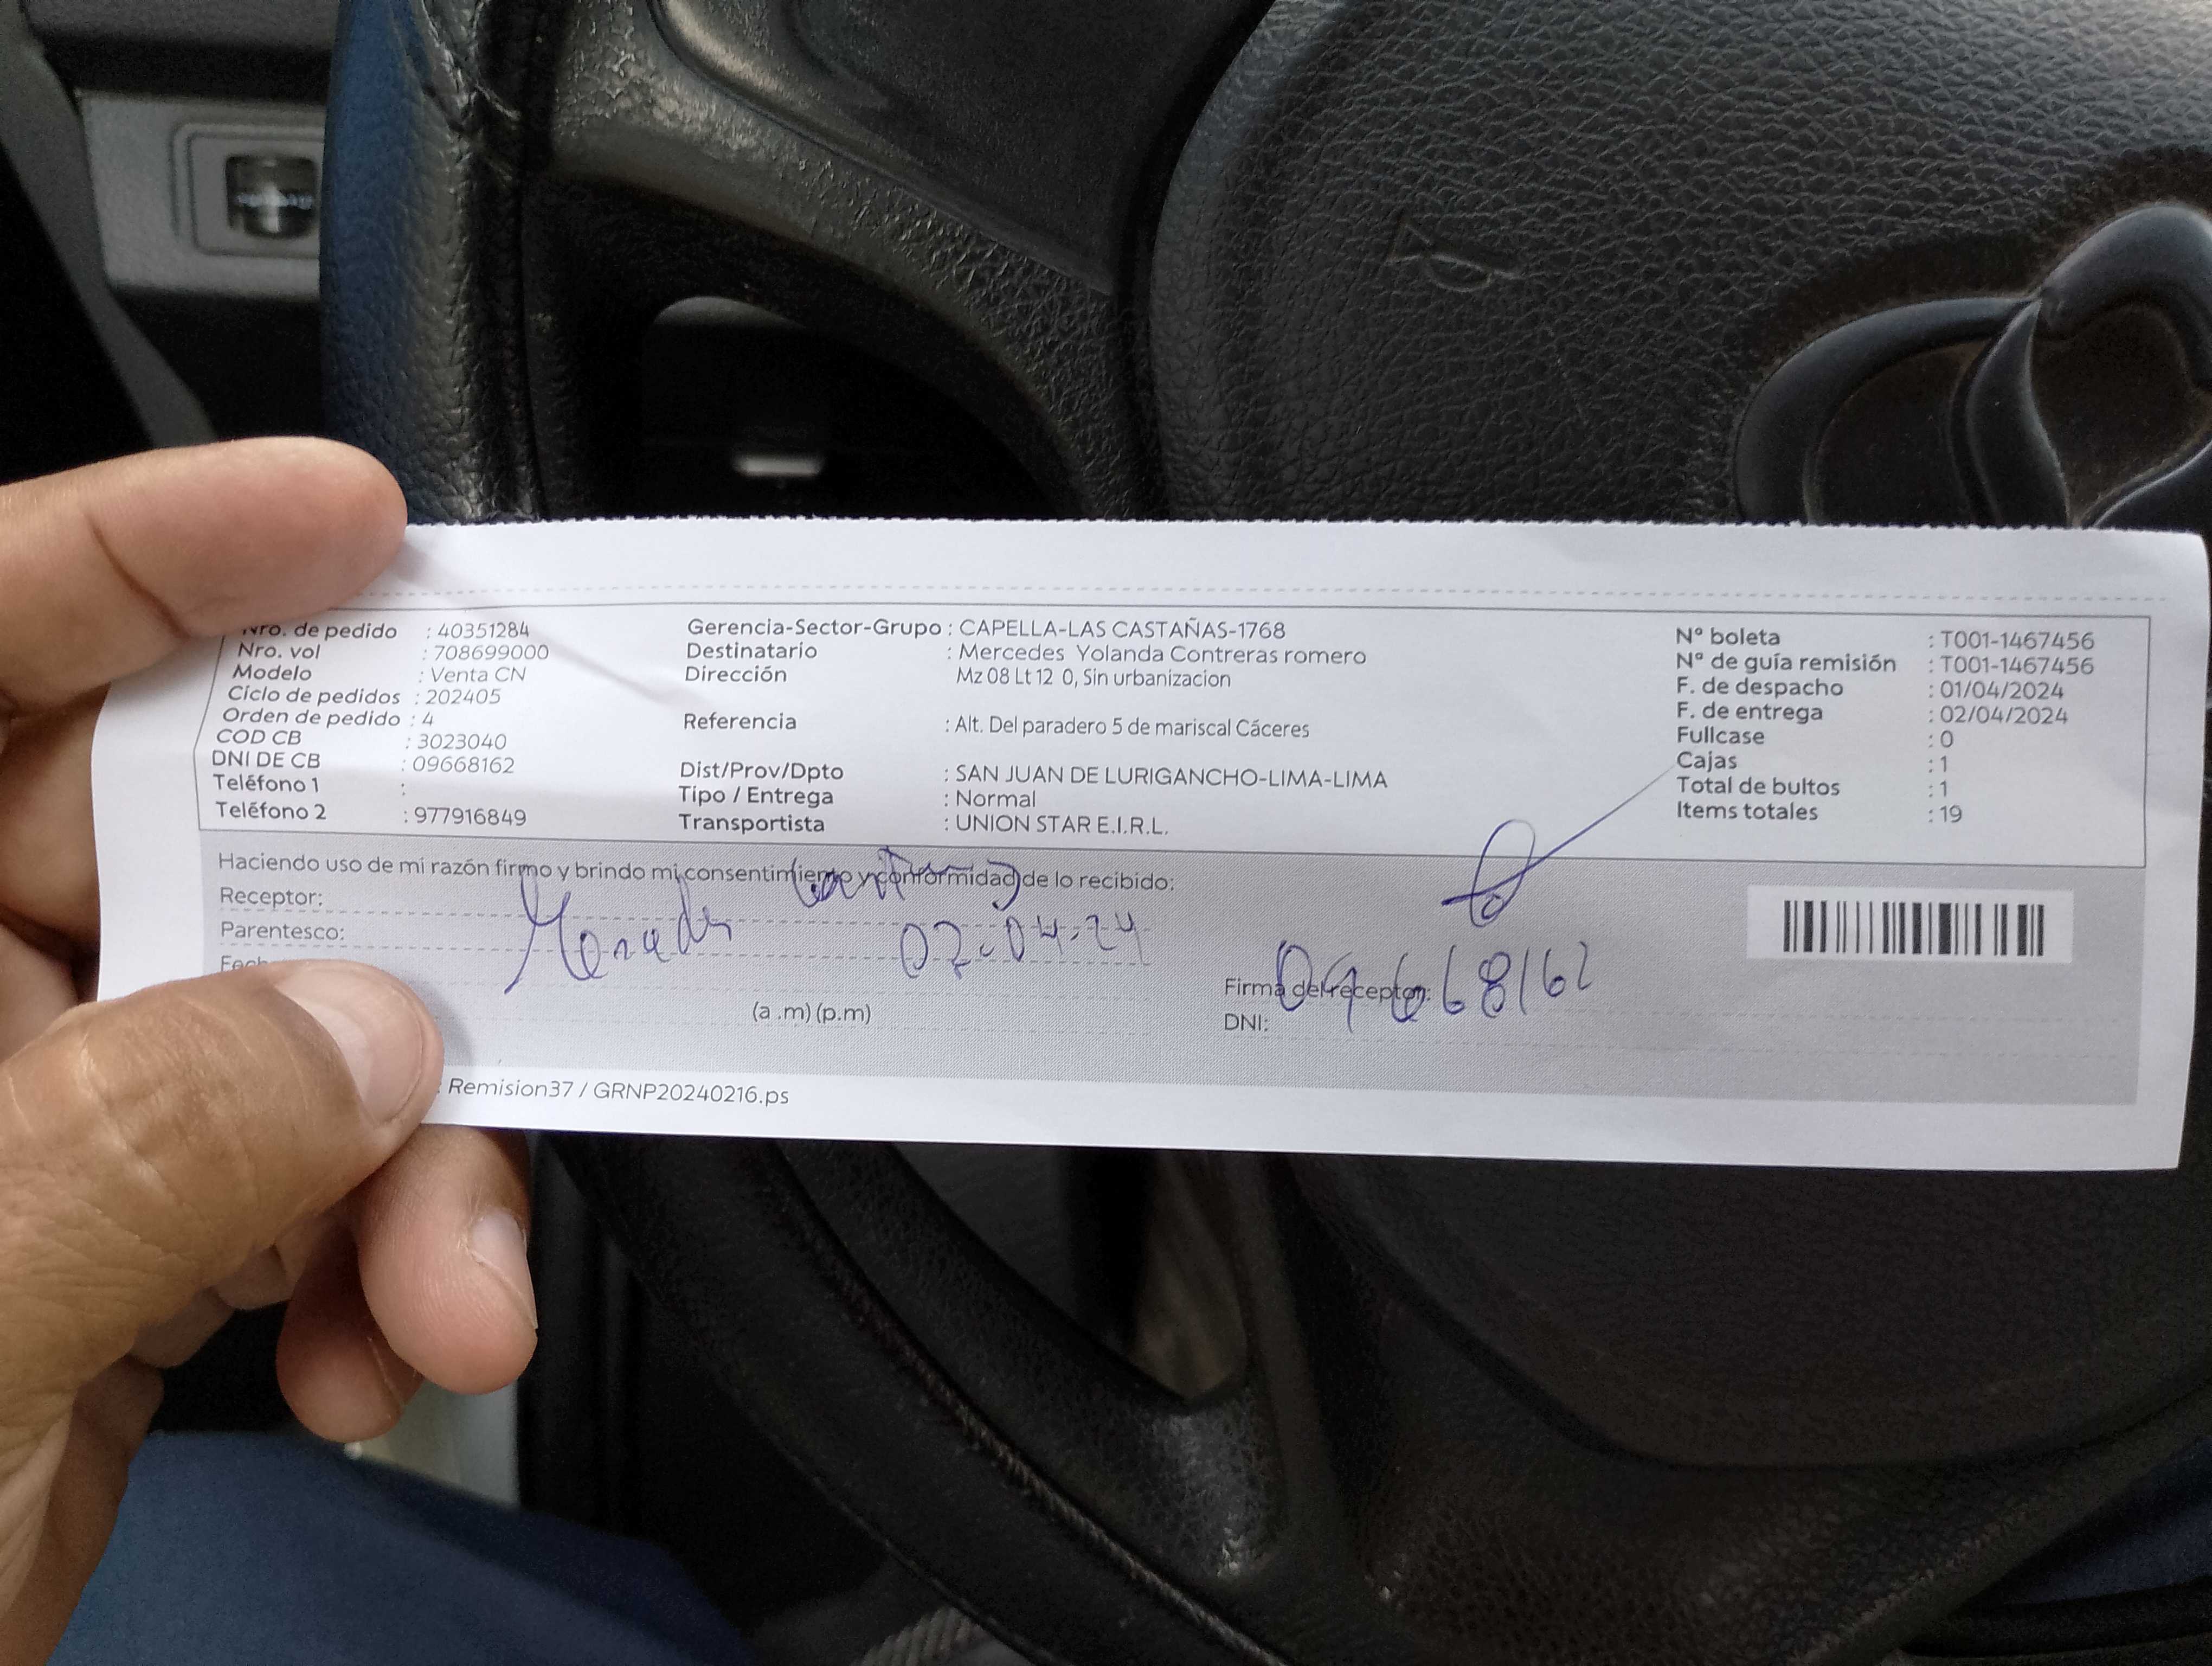 Nro. de pedido : 40351284
Nro. vol : 708699000
Modelo : Venta CN
Ciclo de pedidos : 202405
Orden de pedido : 4
COD CB : 3023040
DNI DE CB : 09668162
Teléfono 1 :
Teléfono 2 : 977916849
Gerencia-Sector-Grupo : CAPELLA-LAS CASTAÑAS-1768
Destinatario : Mercedes Yolanda Contreras romero
Dirección Mz 08 Lt 12 0, Sin urbanizacion
Referencia : Alt. Del paradero 5 de mariscal Cáceres
Dist/Prov/Dpto : SAN JUAN DE LURIGANCHO-LIMA-LIMA
Tipo / Entrega : Normal
Transportista : UNION STAR E.I.R.L.
N° boleta : T001-1467456
N° de guía remisión : T001-1467456
F. de despacho : 01/04/2024
F. de entrega : 02/04/2024
Fullcase : 0
Cajas : 1
Total de bultos : 1
Items totales : 19
Haciendo uso de mi razón firmo y brindo mi consentimiento y conformidad de lo recibido:
Receptor:
Parentesco:
02-04-24
(a .m) (p.m)
Firma del receptor:
09668162
DNI:
: Remision37 / GRNP20240216.ps